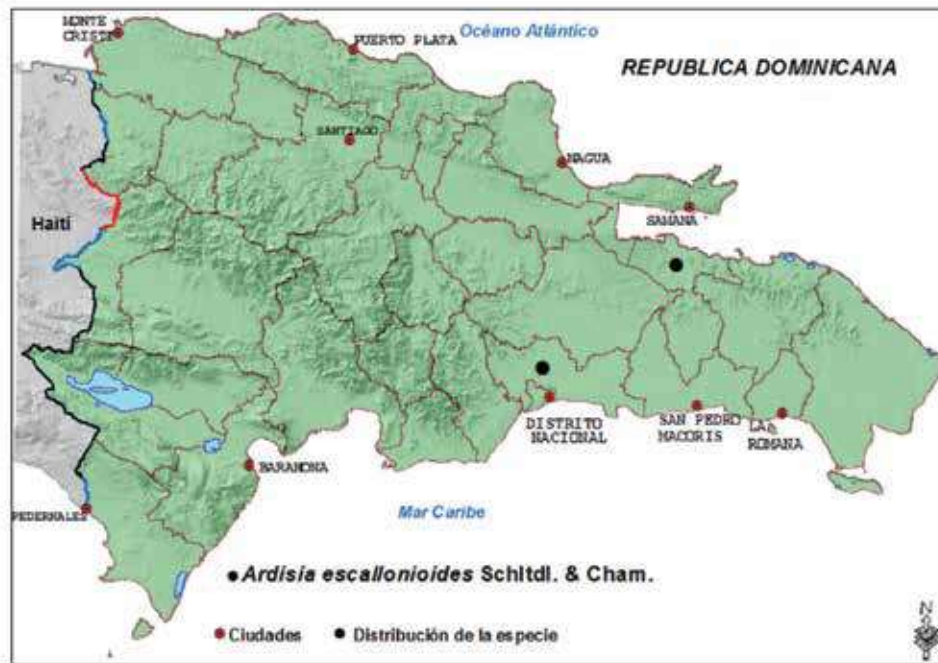 MONTE
CRISTI
PUERTO PLATA
Océano Atlántico
REPUBLICA DOMINICANA
SANTIAGO
NAGUA
SAMANA
Haití
DISTRITO
NACIONAL
SAN PEDRO
MACORIS
LA
ROMANA
BARAHONA
PEDERNALES
Mar Caribe
Ardisia escallonioides Schltdl. & Cham.
Ciudades
Distribución de la especie
N